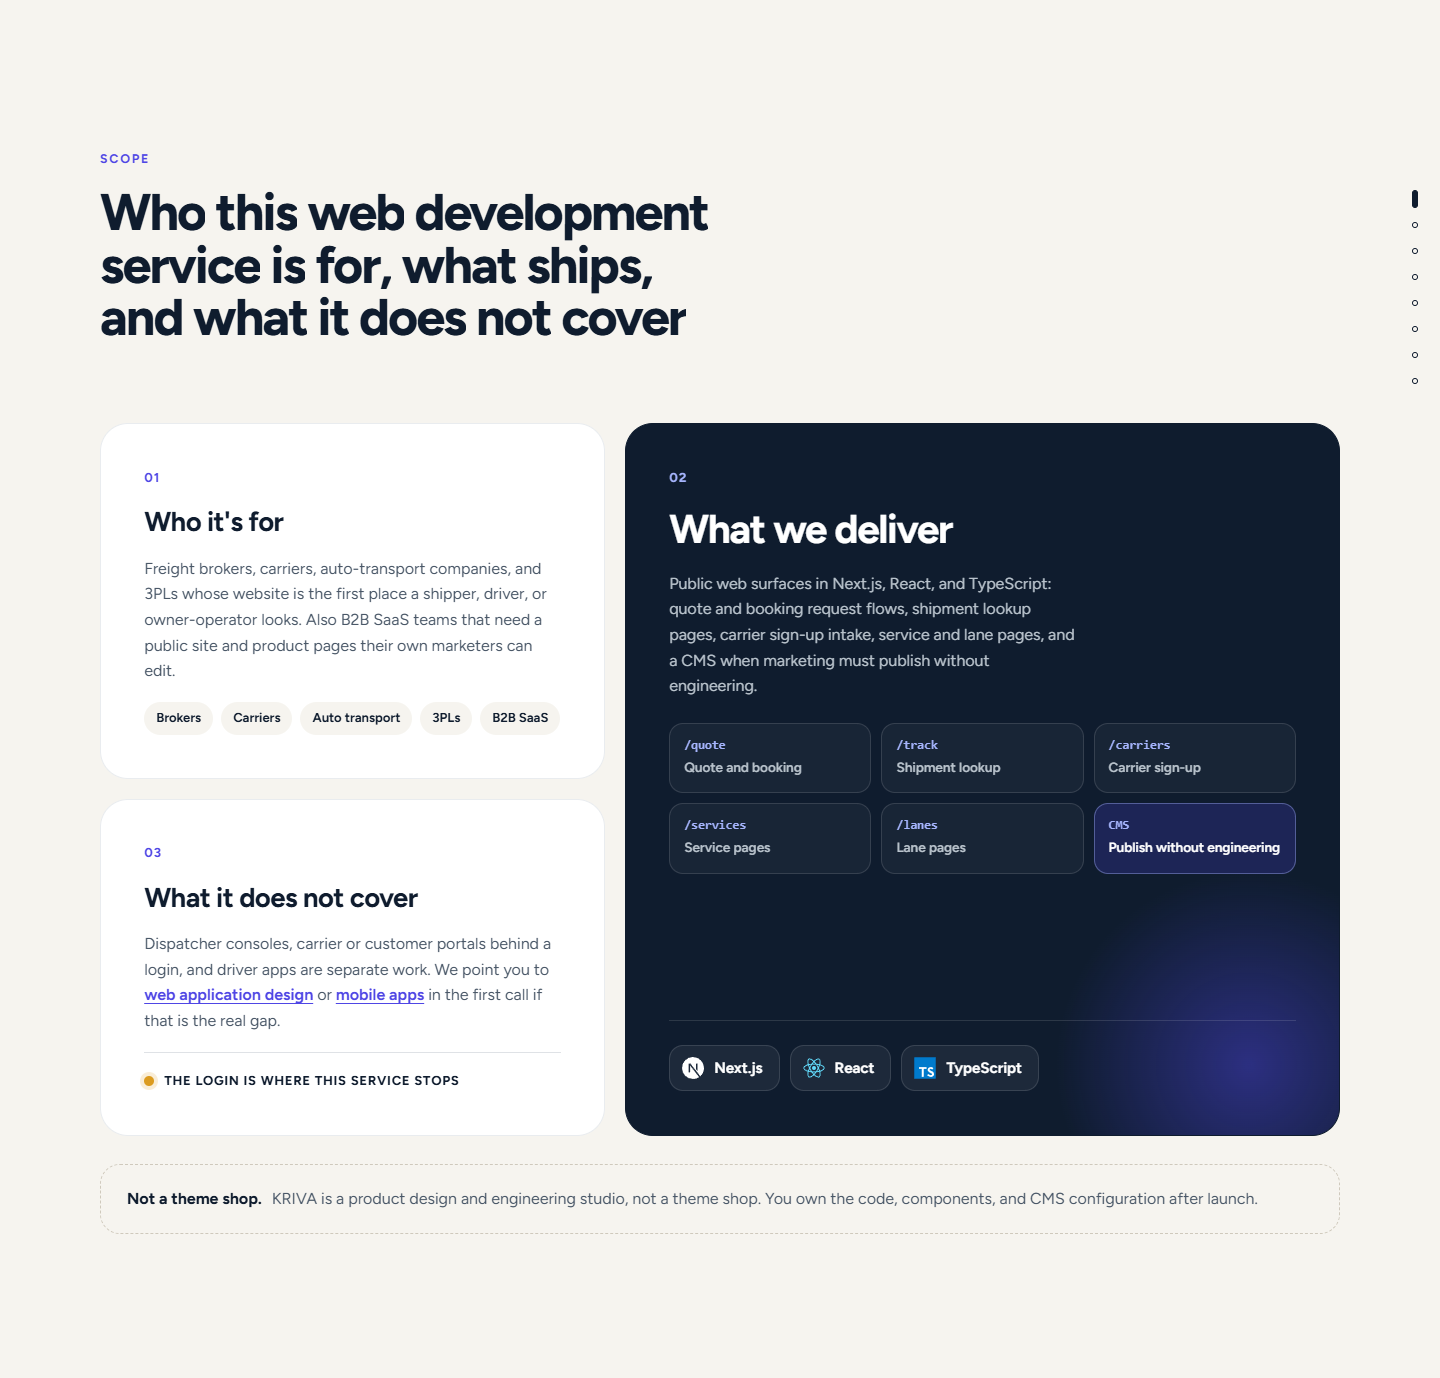 SCOPE
Who this web development
service is for, what ships,
and what it does not cover
01
Who it's for
Freight brokers, carriers, auto-transport companies, and
3PLs whose website is the first place a shipper, driver, or
owner-operator looks. Also B2B SaaS teams that need a
public site and product pages their own marketers can
edit.
Brokers Carriers Auto transport 3PLs B2B SaaS
02
What we deliver
Public web surfaces in Next.js, React, and TypeScript:
quote and booking request flows, shipment lookup
pages, carrier sign-up intake, service and lane pages, and
a CMS when marketing must publish without
engineering.
/quote
Quote and booking
/track
Shipment lookup
/carriers
Carrier sign-up
/services
Service pages
/lanes
Lane pages
CMS
Publish without engineering
Next.js React TS TypeScript
03
What it does not cover
Dispatcher consoles, carrier or customer portals behind a
login, and driver apps are separate work. We point you to
web application design or mobile apps in the first call if
that is the real gap.
THE LOGIN IS WHERE THIS SERVICE STOPS
Not a theme shop. KRIVA is a product design and engineering studio, not a theme shop. You own the code, components, and CMS configuration after launch.